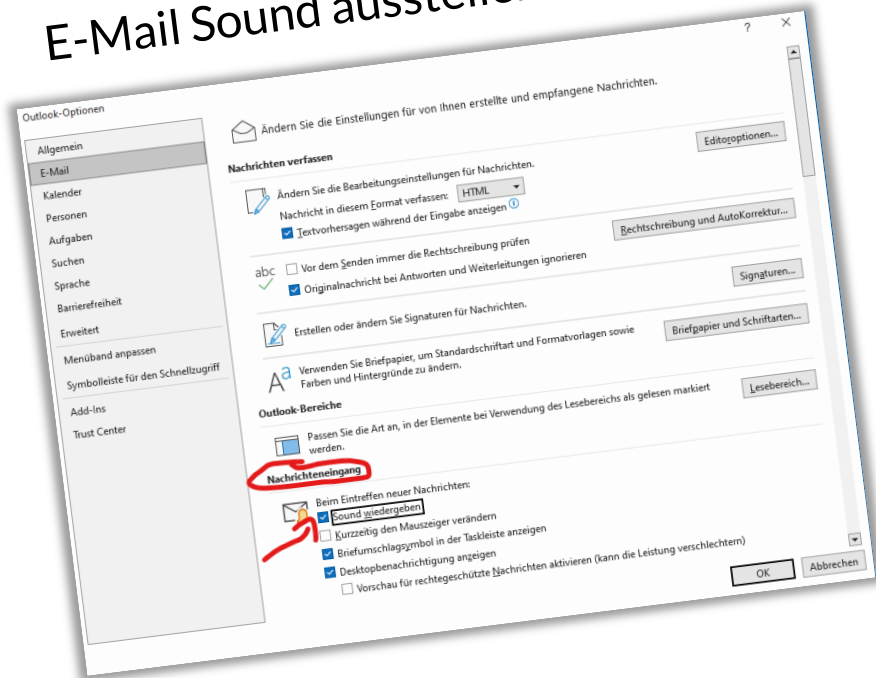 E-Mail Sound ausstellen
Outlook-Optionen
?
Allgemein
E-Mail
Kalender
Personen
Aufgaben
Suchen
Sprache
Barrierefreiheit
Erweitert
Menüband anpassen
Symbolleiste für den Schnellzugriff
Add-Ins
Trust Center
Ändern Sie die Einstellungen für von Ihnen erstellte und empfangene Nachrichten.
Nachrichten verfassen
Ändern Sie die Bearbeitungseinstellungen für Nachrichten.
Editoroptionen...
Nachricht in diesem Format verfassen: HTML
Textvorhersagen während der Eingabe anzeigen
abc
Vor dem Senden immer die Rechtschreibung prüfen
Rechtschreibung und AutoKorrektur...
Originalnachricht bei Antworten und Weiterleitungen ignorieren
Erstellen oder ändern Sie Signaturen für Nachrichten.
Signaturen...
Verwenden Sie Briefpapier, um Standardschriftart und Formatvorlagen sowie
Farben und Hintergründe zu ändern.
Briefpapier und Schriftarten...
Outlook-Bereiche
Passen Sie die Art an, in der Elemente bei Verwendung des Lesebereichs als gelesen markiert
werden.
Lesebereich...
Nachrichteneingang
Beim Eintreffen neuer Nachrichten:
Sound wiedergeben
Kurzzeitig den Mauszeiger verändern
Briefumschlagsymbol in der Taskleiste anzeigen
Desktopbenachrichtigung anzeigen
Vorschau für rechtegeschützte Nachrichten aktivieren (kann die Leistung verschlechtern)
OK
Abbrechen